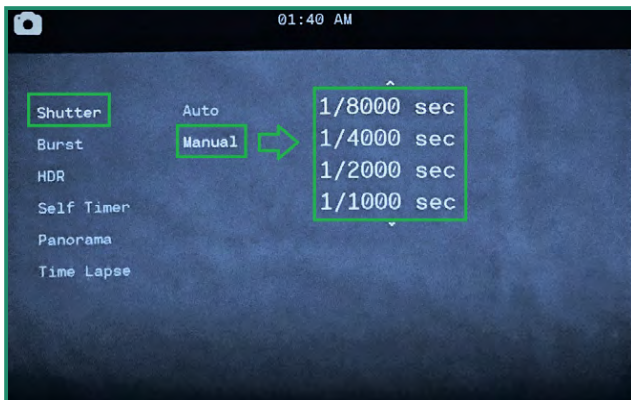 01:40 AM
Shutter
Burst
HDR
Self Timer
Panorama
Time Lapse
Auto
Manual
1/8000 sec
1/4000 sec
1/2000 sec
1/1000 sec